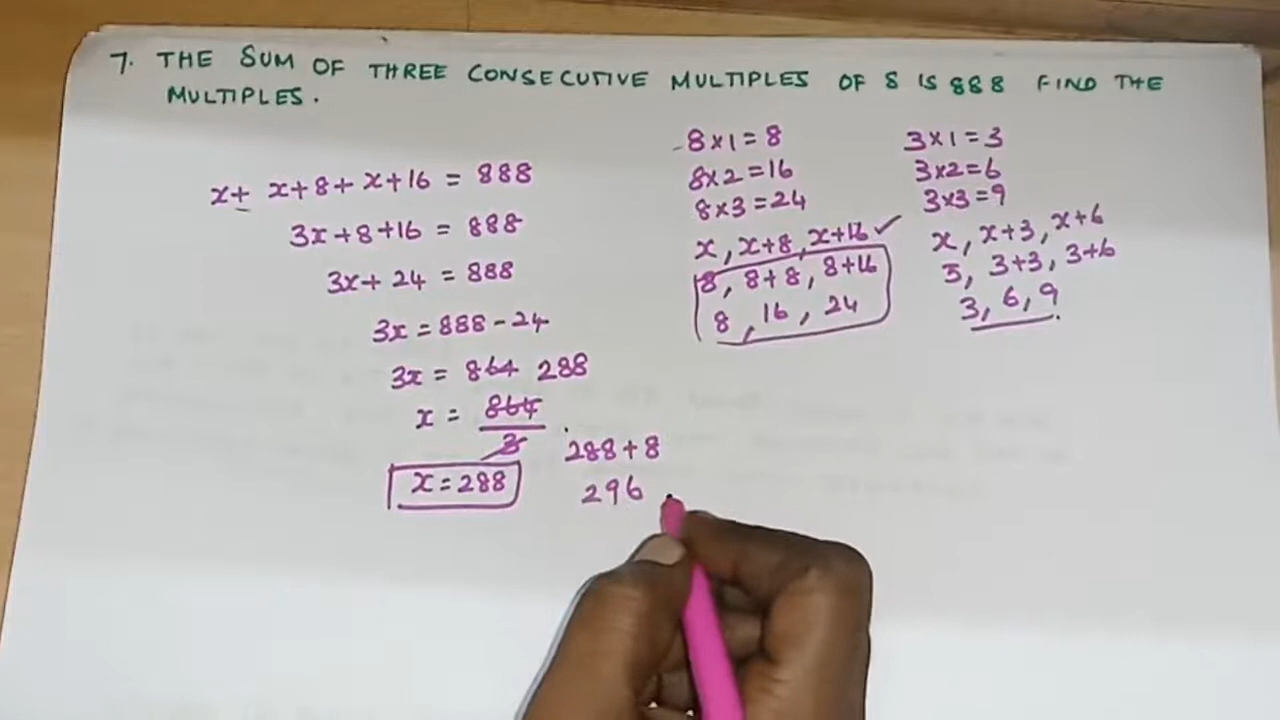 7. THE SUM OF THREE CONSECUTIVE MULTIPLES OF 8 IS 888 FIND THE
MULTIPLES.
x+ x+8+x+16 = 888
3x+8+16 = 888
3x+24 = 888
3x = 888-24
3x = 864 288
x = 864
3
x = 288
288+8
296
8×1=8
8×2=16
8×3=24
x, x+8, x+16 ✓
8, 8+8, 8+16
8, 16, 24
3×1=3
3×2=6
3×3=9
x, x+3, x+6
3, 3+3, 3+6
3, 6, 9.